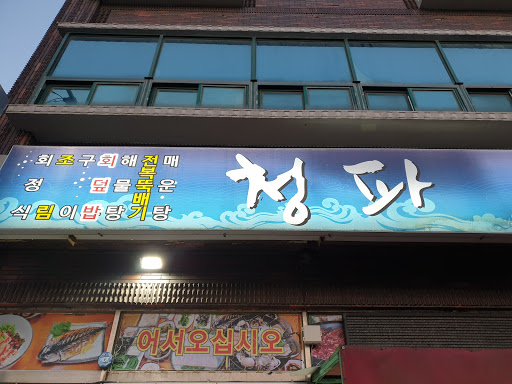 회정식
조림
구이
회덮밥
해물탕
전복뚝배기
매운탕
청파
어서오십시오